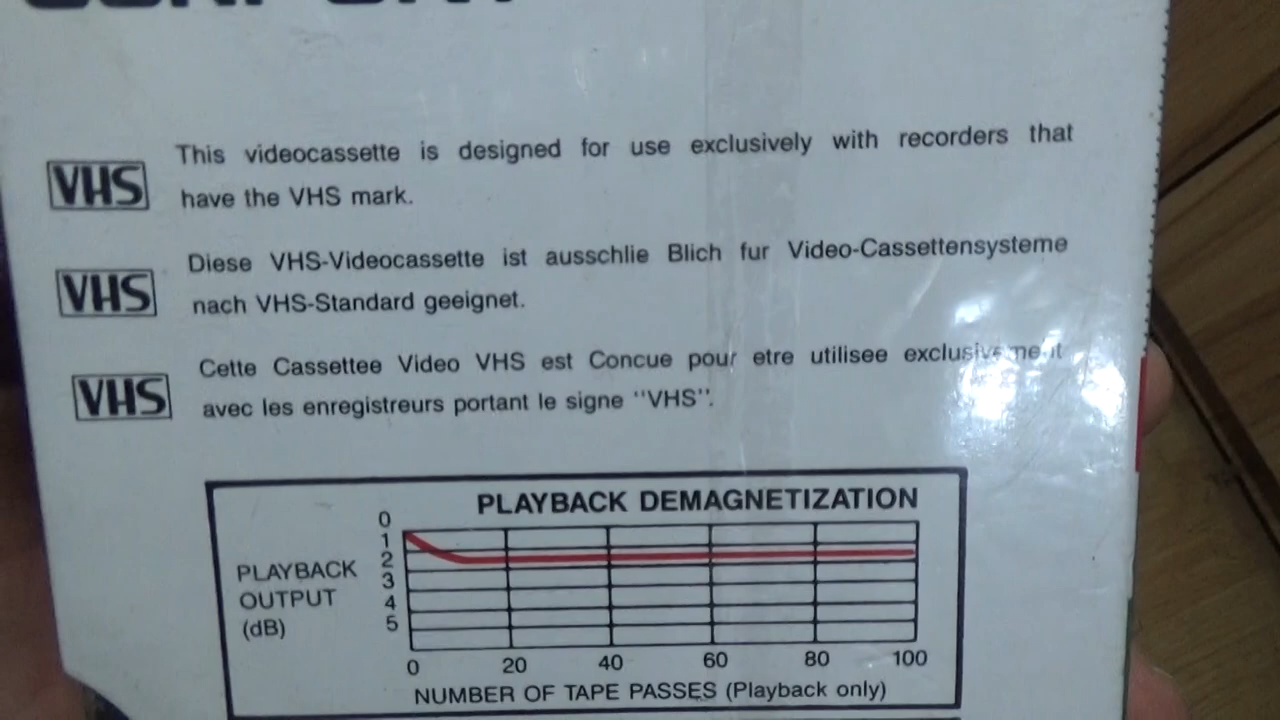 VHS
This videocassette is designed for use exclusively with recorders that
have the VHS mark.
VHS
Diese VHS-Videocassette ist ausschlie Blich fur Video-Cassettensysteme
nach VHS-Standard geeignet.
VHS
Cette Cassettee Video VHS est Concue pour etre utilisee exclusivement
avec les enregistreurs portant le signe ''VHS''.
PLAYBACK DEMAGNETIZATION
PLAYBACK
OUTPUT
(dB)
0
1
2
3
4
5
0 20 40 60 80 100
NUMBER OF TAPE PASSES (Playback only)